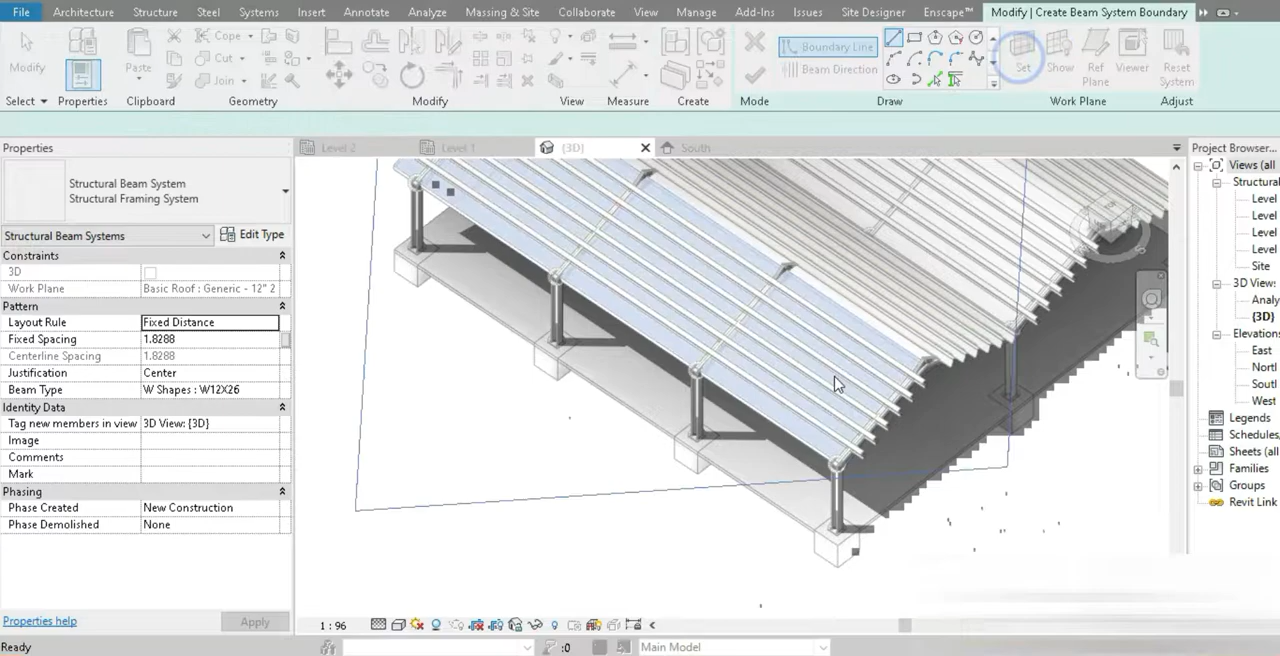 File Architecture Structure Steel Systems Insert Annotate Analyze Massing & Site Collaborate View Manage Add-Ins Issues Site Designer Enscape™ Modify | Create Beam System Boundary
Modify
Paste
Cope
Cut
Join
Boundary Line
Beam Direction
Set Show Ref Plane Viewer Reset System
Select Properties Clipboard Geometry Modify View Measure Create Mode Draw Work Plane Adjust
Properties
Level 2 Level 1 {3D} South
Project Browser...
Structural Beam System
Structural Framing System
Structural Beam Systems Edit Type
Constraints
3D
Work Plane Basic Roof : Generic - 12" 2
Pattern
Layout Rule Fixed Distance
Fixed Spacing 1.8288
Centerline Spacing 1.8288
Justification Center
Beam Type W Shapes : W12X26
Identity Data
Tag new members in view 3D View: {3D}
Image
Comments
Mark
Phasing
Phase Created New Construction
Phase Demolished None
Properties help Apply
Views (all
Structural
Level
Level
Level
Level
Site
3D View:
Analy
{3D}
Elevations
East
North
South
West
Legends
Schedules,
Sheets (all
Families
Groups
Revit Link
1 : 96
Ready :0 Main Model